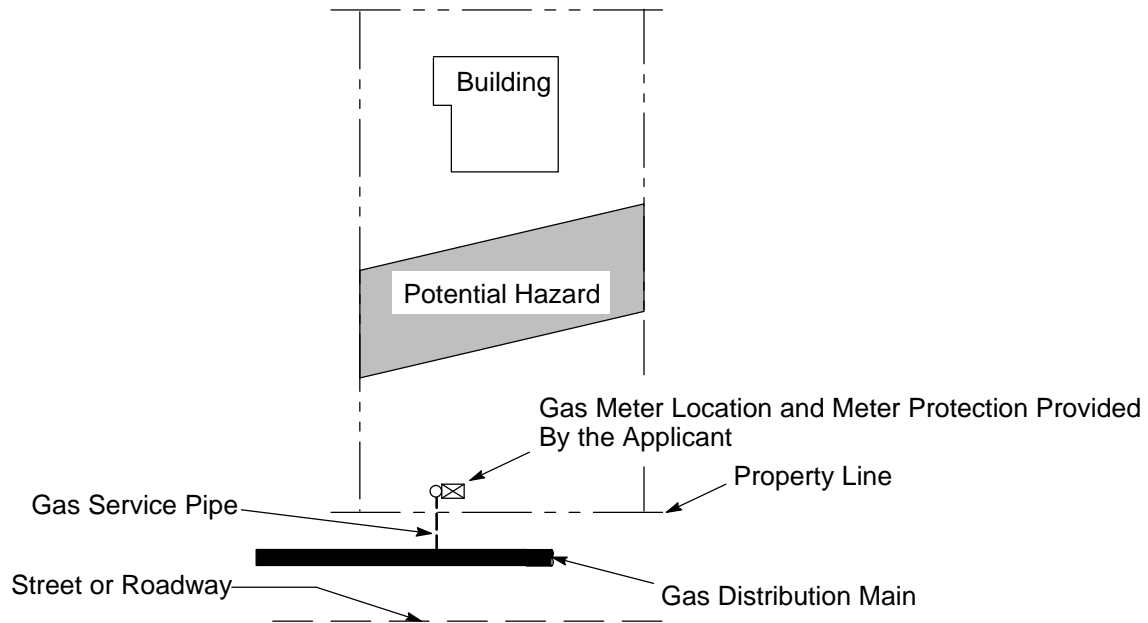 Building
Potential Hazard
Gas Meter Location and Meter Protection Provided
By the Applicant
Property Line
Gas Service Pipe
Street or Roadway
Gas Distribution Main